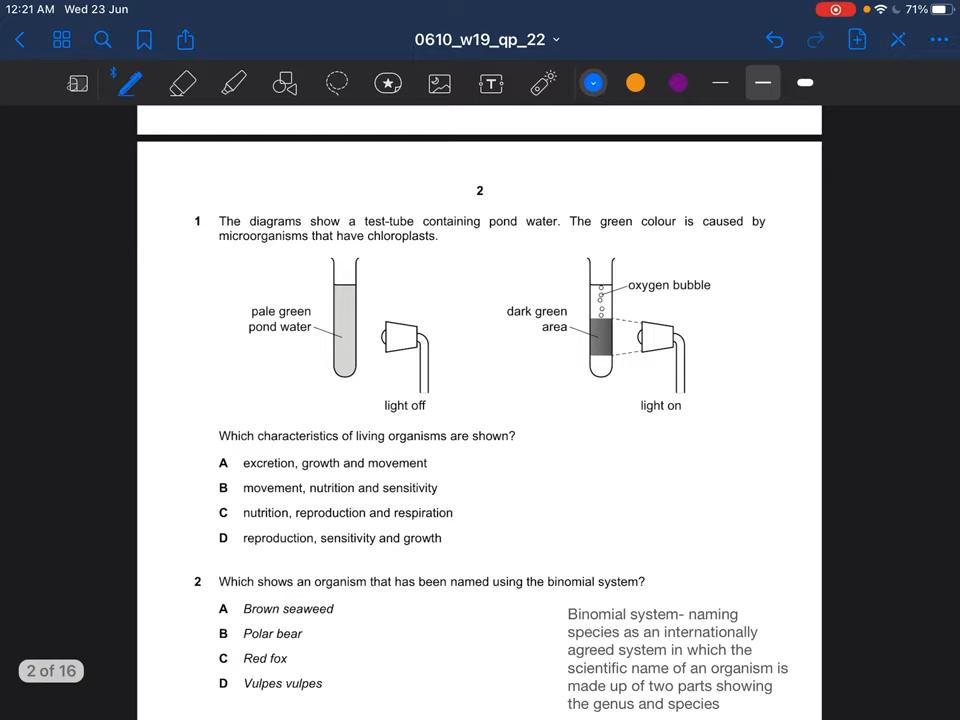 12:21 AM Wed 23 Jun
71%
0610_w19_qp_22
T
2
1 The diagrams show a test-tube containing pond water. The green colour is caused by
microorganisms that have chloroplasts.
pale green
pond water
light off
oxygen bubble
dark green
area
light on
Which characteristics of living organisms are shown?
A excretion, growth and movement
B movement, nutrition and sensitivity
C nutrition, reproduction and respiration
D reproduction, sensitivity and growth
2 Which shows an organism that has been named using the binomial system?
A Brown seaweed
B Polar bear
C Red fox
D Vulpes vulpes
Binomial system- naming
species as an internationally
agreed system in which the
scientific name of an organism is
made up of two parts showing
the genus and species
2 of 16